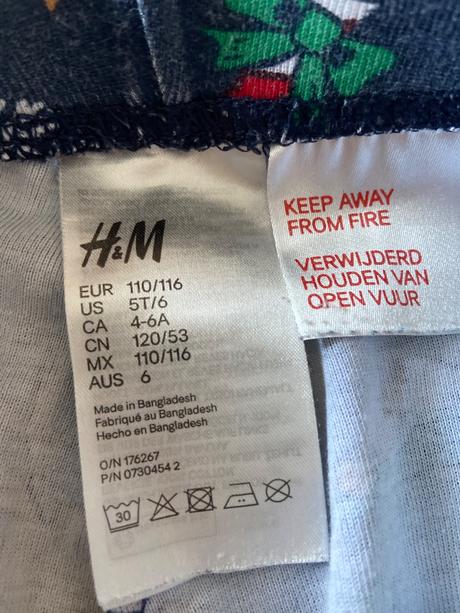 H&M
EUR 110/116
US 5T/6
CA 4-6A
CN 120/53
MX 110/116
AUS 6
Made in Bangladesh
Fabriqué au Bangladesh
Hecho en Bangladesh
O/N 176267
P/N 0730454 2
30
KEEP AWAY
FROM FIRE
VERWIJDERD
HOUDEN VAN
OPEN VUUR